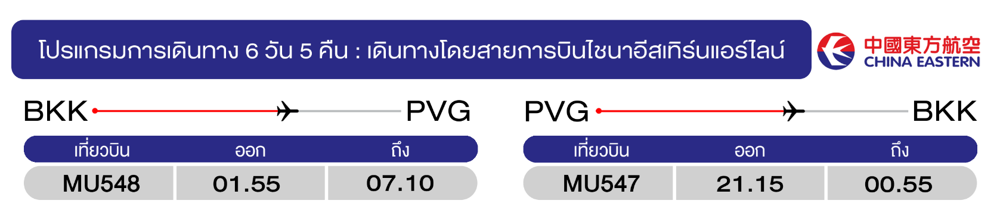 โปรแกรมการเดินทาง 6 วัน 5 คืน : เดินทางโดยสายการบินไชนาอีสเทิร์นแอร์ไลน์
中國東方航空
CHINA EASTERN
BKK PVG
เที่ยวบิน ออก ถึง
MU548 01.55 07.10
PVG BKK
เที่ยวบิน ออก ถึง
MU547 21.15 00.55